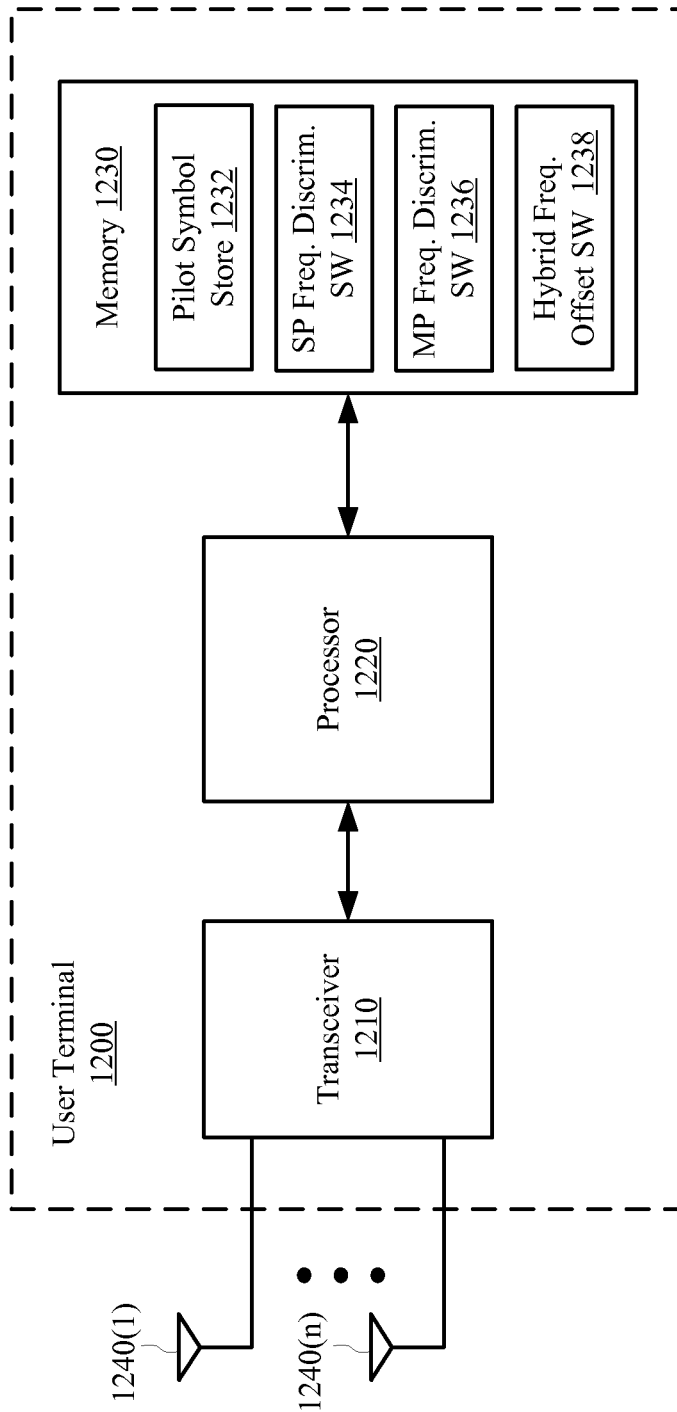 User Terminal
1200
1240(1)
1240(n)
Transceiver
1210
Processor
1220
Memory 1230
Pilot Symbol
Store 1232
SP Freq. Discrim.
SW 1234
MP Freq. Discrim.
SW 1236
Hybrid Freq.
Offset SW 1238